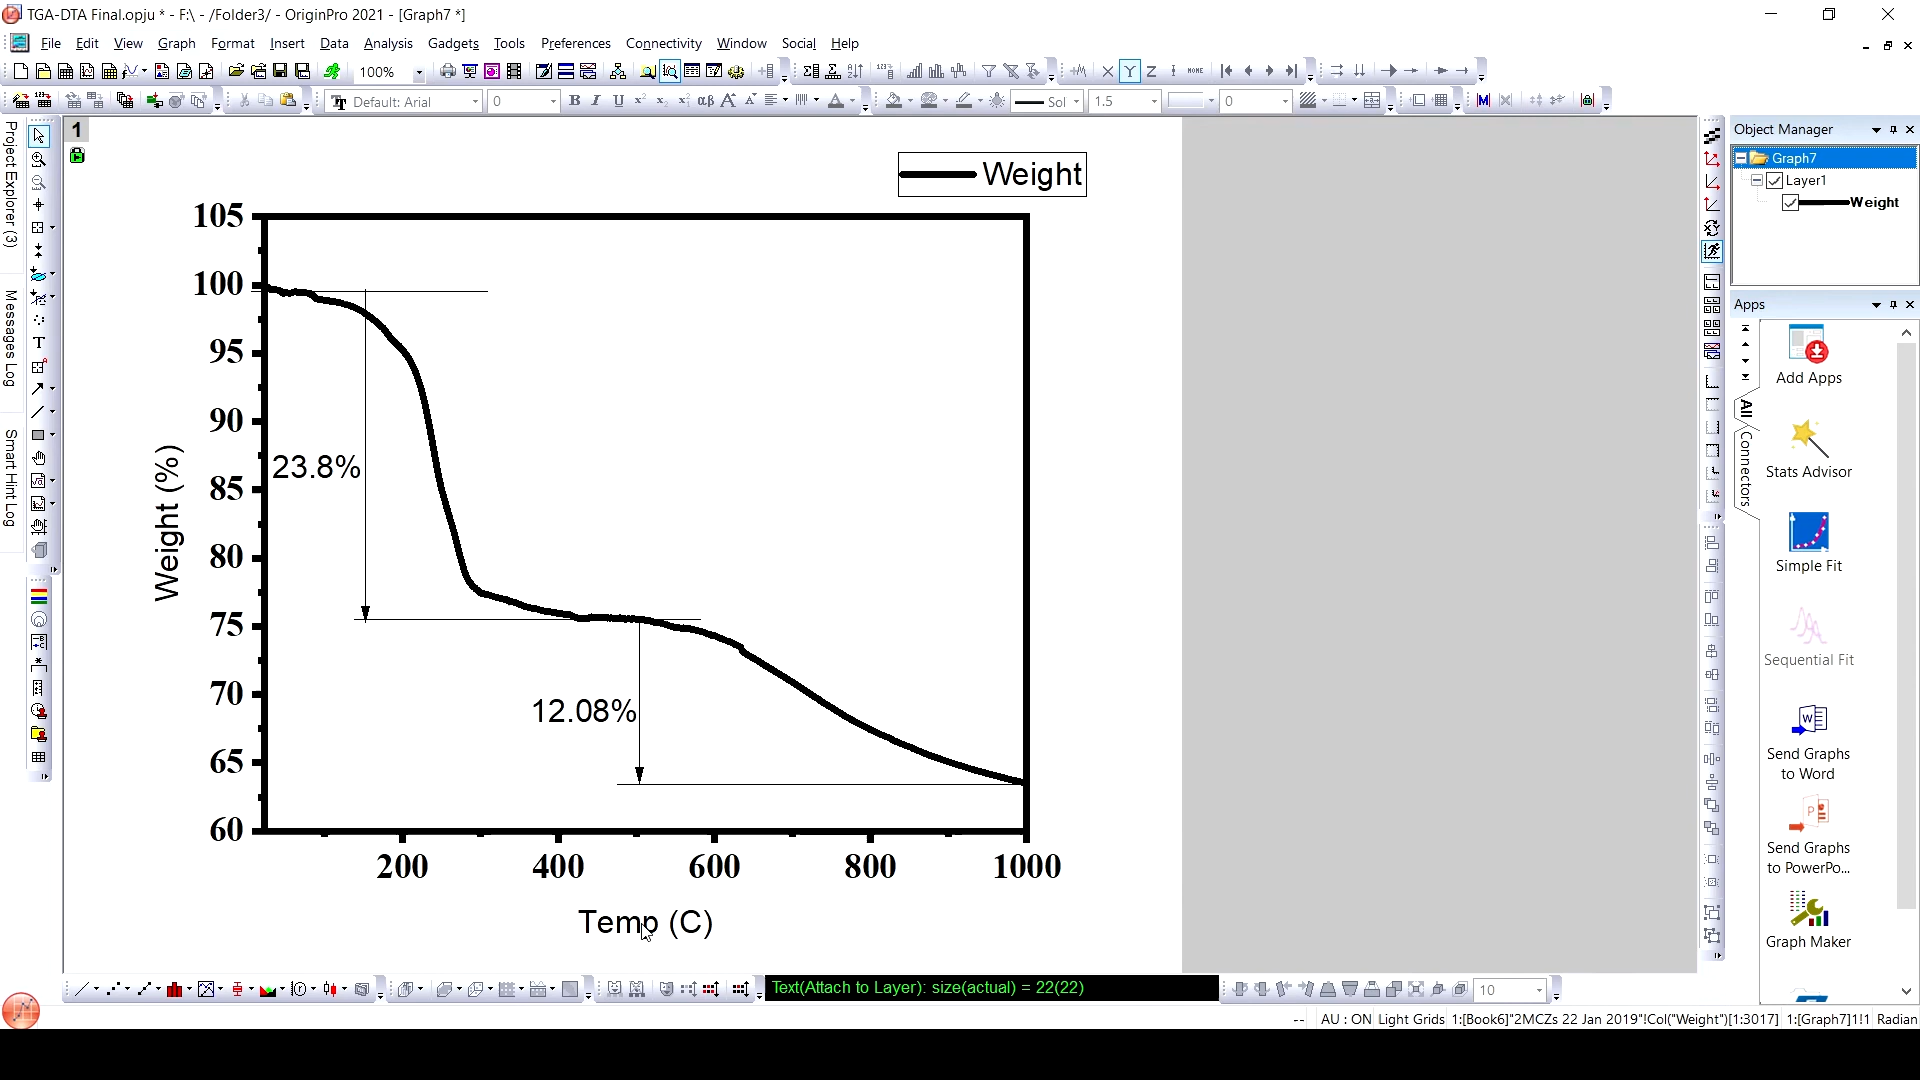 TGA-DTA Final.opju * - F:\ - /Folder3/ - OriginPro 2021 - [Graph7 *]
File Edit View Graph Format Insert Data Analysis Gadgets Tools Preferences Connectivity Window Social Help
100%
X Y Z NONE
Default: Arial 0 B I U αβ A A Sol 1.5 0
Project Explorer (3)
Messages Log
Smart Hint Log
1
Weight
105
100
95
90
85
80
75
70
65
60
Weight (%)
23.8%
12.08%
200 400 600 800 1000
Temp (C)
Object Manager
Graph7
Layer1
Weight
Apps
All
Connectors
Add Apps
Stats Advisor
Simple Fit
Sequential Fit
Send Graphs
to Word
Send Graphs
to PowerPo...
Graph Maker
Text(Attach to Layer): size(actual) = 22(22)
10
-- AU : ON Light Grids 1:[Book6]"2MCZs 22 Jan 2019"!Col("Weight")[1:3017] 1:[Graph7]1!1 Radian